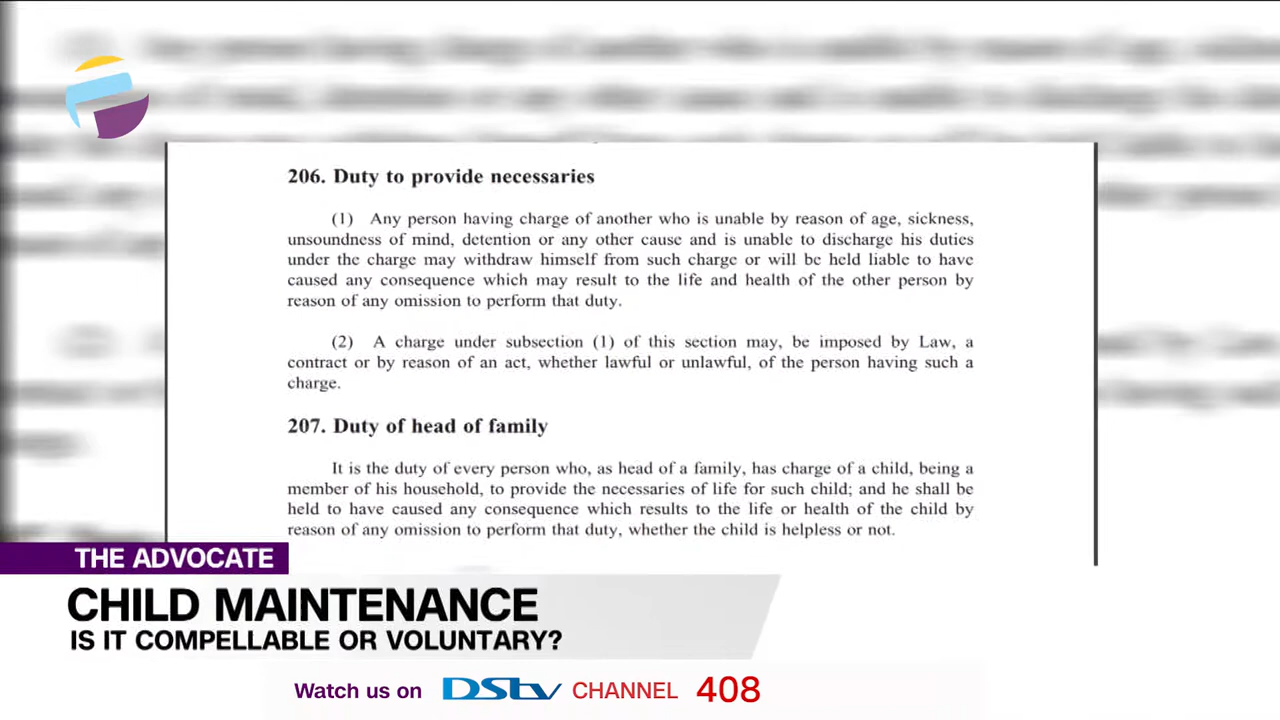 206. Duty to provide necessaries
(1) Any person having charge of another who is unable by reason of age, sickness,
unsoundness of mind, detention or any other cause and is unable to discharge his duties
under the charge may withdraw himself from such charge or will be held liable to have
caused any consequence which may result to the life and health of the other person by
reason of any omission to perform that duty.
(2) A charge under subsection (1) of this section may, be imposed by Law, a
contract or by reason of an act, whether lawful or unlawful, of the person having such a
charge.
207. Duty of head of family
It is the duty of every person who, as head of a family, has charge of a child, being a
member of his household, to provide the necessaries of life for such child; and he shall be
held to have caused any consequence which results to the life or health of the child by
reason of any omission to perform that duty, whether the child is helpless or not.
THE ADVOCATE
CHILD MAINTENANCE
IS IT COMPELLABLE OR VOLUNTARY?
Watch us on DStv CHANNEL 408